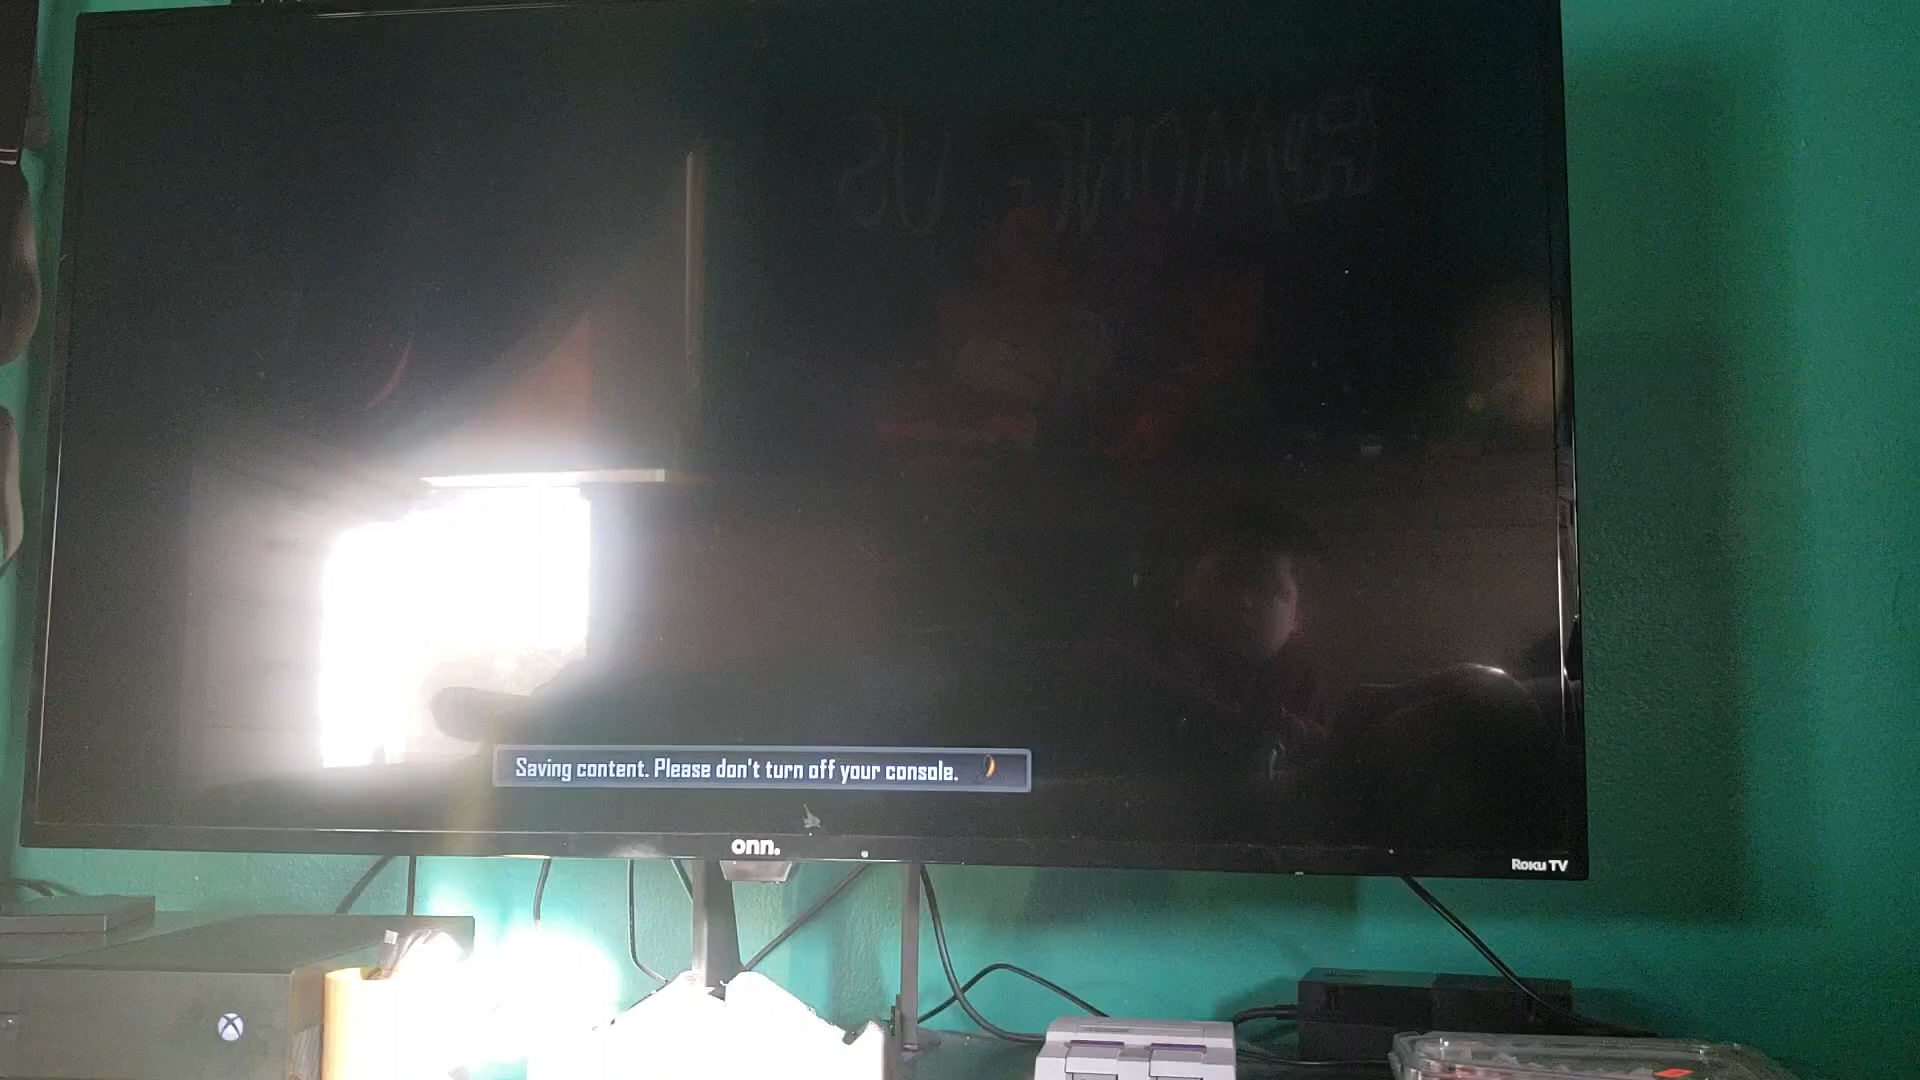 Saving content. Please don't turn off your console.
onn.
Roku TV